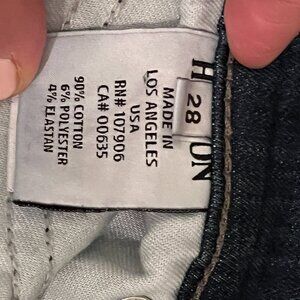 28
MADE IN
LOS ANGELES
USA
RN# 107906
CA# 00635
90% COTTON
6% POLYESTER
4% ELASTAN